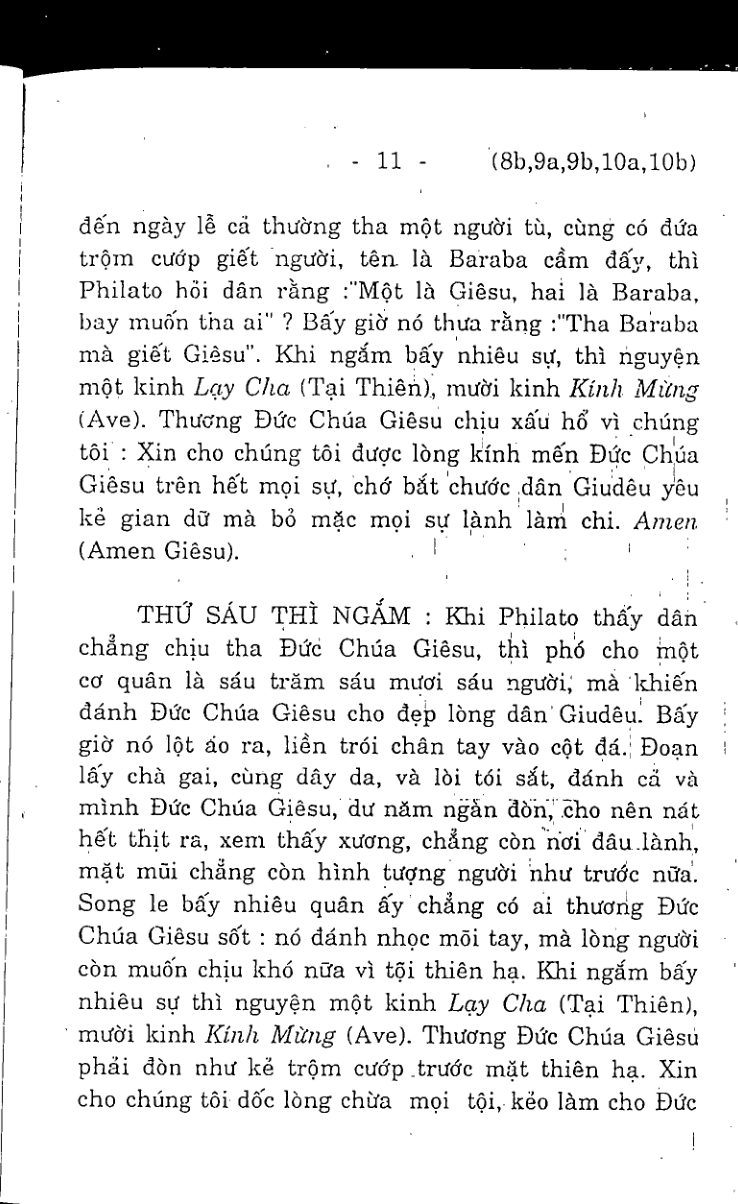 - 11 - (8b,9a,9b,10a,10b)
đến ngày lễ cả thường tha một người tù, cùng có đứa
trộm cướp giết người, tên là Baraba cầm đấy, thì
Philato hỏi dân rằng :"Một là Giêsu, hai là Baraba,
bay muốn tha ai" ? Bấy giờ nó thưa rằng :"Tha Baraba
mà giết Giêsu". Khi ngắm bấy nhiêu sự, thì nguyện
một kinh Lạy Cha (Tại Thiên), mười kinh Kính Mừng
(Ave). Thương Đức Chúa Giêsu chịu xấu hổ vì chúng
tôi : Xin cho chúng tôi được lòng kính mến Đức Chúa
Giêsu trên hết mọi sự, chớ bắt chước dân Giudêu yêu
kẻ gian dữ mà bỏ mặc mọi sự lành làm chi. Amen
(Amen Giêsu).
THỨ SÁU THÌ NGẮM : Khi Philato thấy dân
chẳng chịu tha Đức Chúa Giêsu, thì phó cho một
cơ quân là sáu trăm sáu mươi sáu người, mà khiến
đánh Đức Chúa Giêsu cho đẹp lòng dân Giudêu. Bấy
giờ nó lột áo ra, liền trói chân tay vào cột đá. Đoạn
lấy chà gai, cùng dây da, và lòi tói sắt, đánh cả và
mình Đức Chúa Giêsu, dư năm ngàn đòn, cho nên nát
hết thịt ra, xem thấy xương, chẳng còn nơi đâu lành,
mặt mũi chẳng còn hình tượng người như trước nữa.
Song le bấy nhiêu quân ấy chẳng có ai thương Đức
Chúa Giêsu sốt : nó đánh nhọc mỏi tay, mà lòng người
còn muốn chịu khó nữa vì tội thiên hạ. Khi ngắm bấy
nhiêu sự thì nguyện một kinh Lạy Cha (Tại Thiên),
mười kinh Kính Mừng (Ave). Thương Đức Chúa Giêsu
phải đòn như kẻ trộm cướp trước mặt thiên hạ. Xin
cho chúng tôi dốc lòng chừa mọi tội, kẻo làm cho Đức